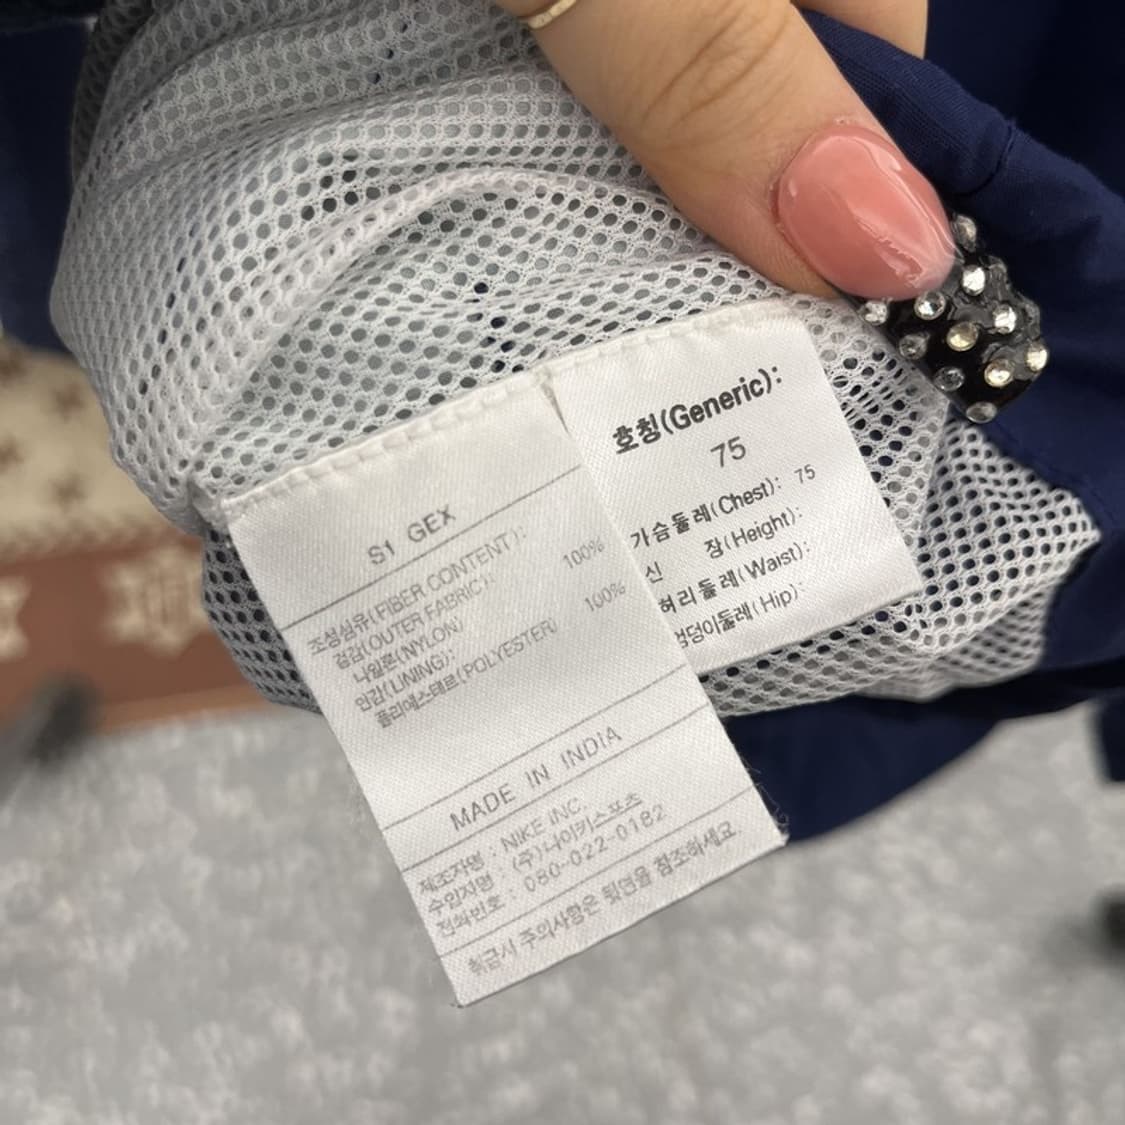 S1 GEX
조성섬유(FIBER CONTENT):
겉감(OUTER FABRIC):
나일론(NYLON) 100%
안감(LINING):
폴리에스테르(POLYESTER) 100%
MADE IN INDIA
제조자명 : NIKE INC.
수입자명 : (주)나이키스포츠
전화번호 : 080-022-0182
취급시 주의사항은 뒷면을 참조하세요
호칭(Generic):
75
가슴둘레(Chest): 75
신 장(Height):
허리둘레(Waist):
엉덩이둘레(Hip):